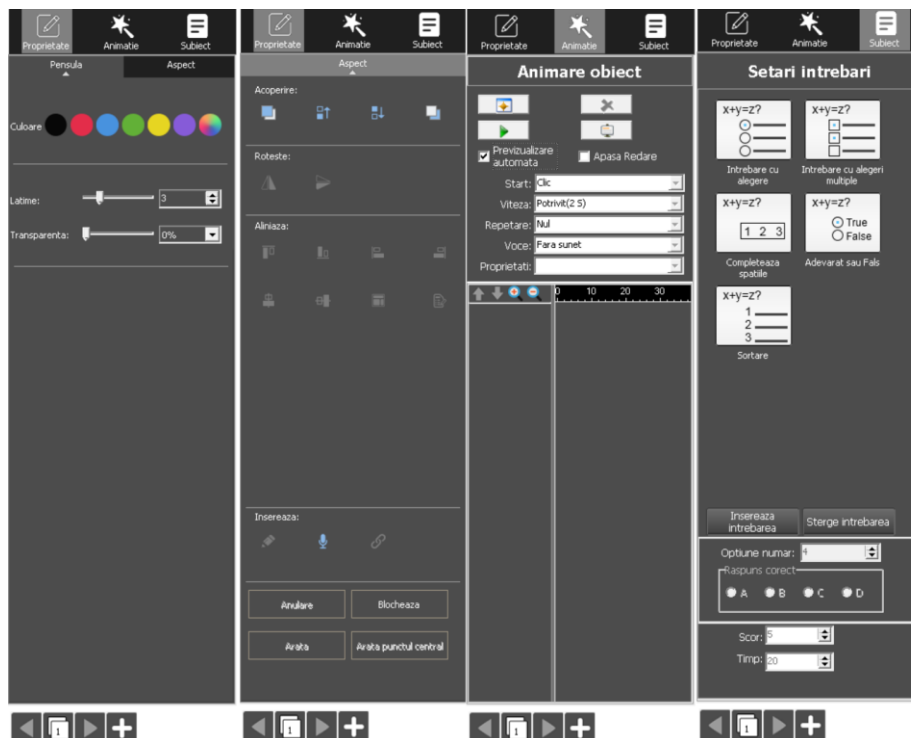 Proprietate Animatie Subiect
Pensula Aspect
Culoare
Latime: 3
Transparenta: 0%
1
Proprietate Animatie Subiect
Aspect
Acoperire:
Roteste:
Aliniaza:
Insereaza:
Anulare Blocheaza
Arata Arata punctul central
1
Proprietate Animatie Subiect
Animare obiect
Previzualizare
automata
Apasa Redare
Start: Clic
Viteza: Potrivit(2 S)
Repetare: Nul
Voce: Fara sunet
Proprietati:
0 10 20 30
1
Proprietate Animatie Subiect
Setari intrebari
x+y=z? x+y=z?
Intrebare cu
alegere
Intrebare cu alegeri
multiple
x+y=z? x+y=z?
1 2 3
True
False
Completeaza
spatiile
Adevarat sau Fals
x+y=z?
1
2
3
Sortare
Insereaza
intrebarea
Sterge intrebarea
Optiune numar: 4
Raspuns corect
A B C D
Scor: 5
Timp: 20
1